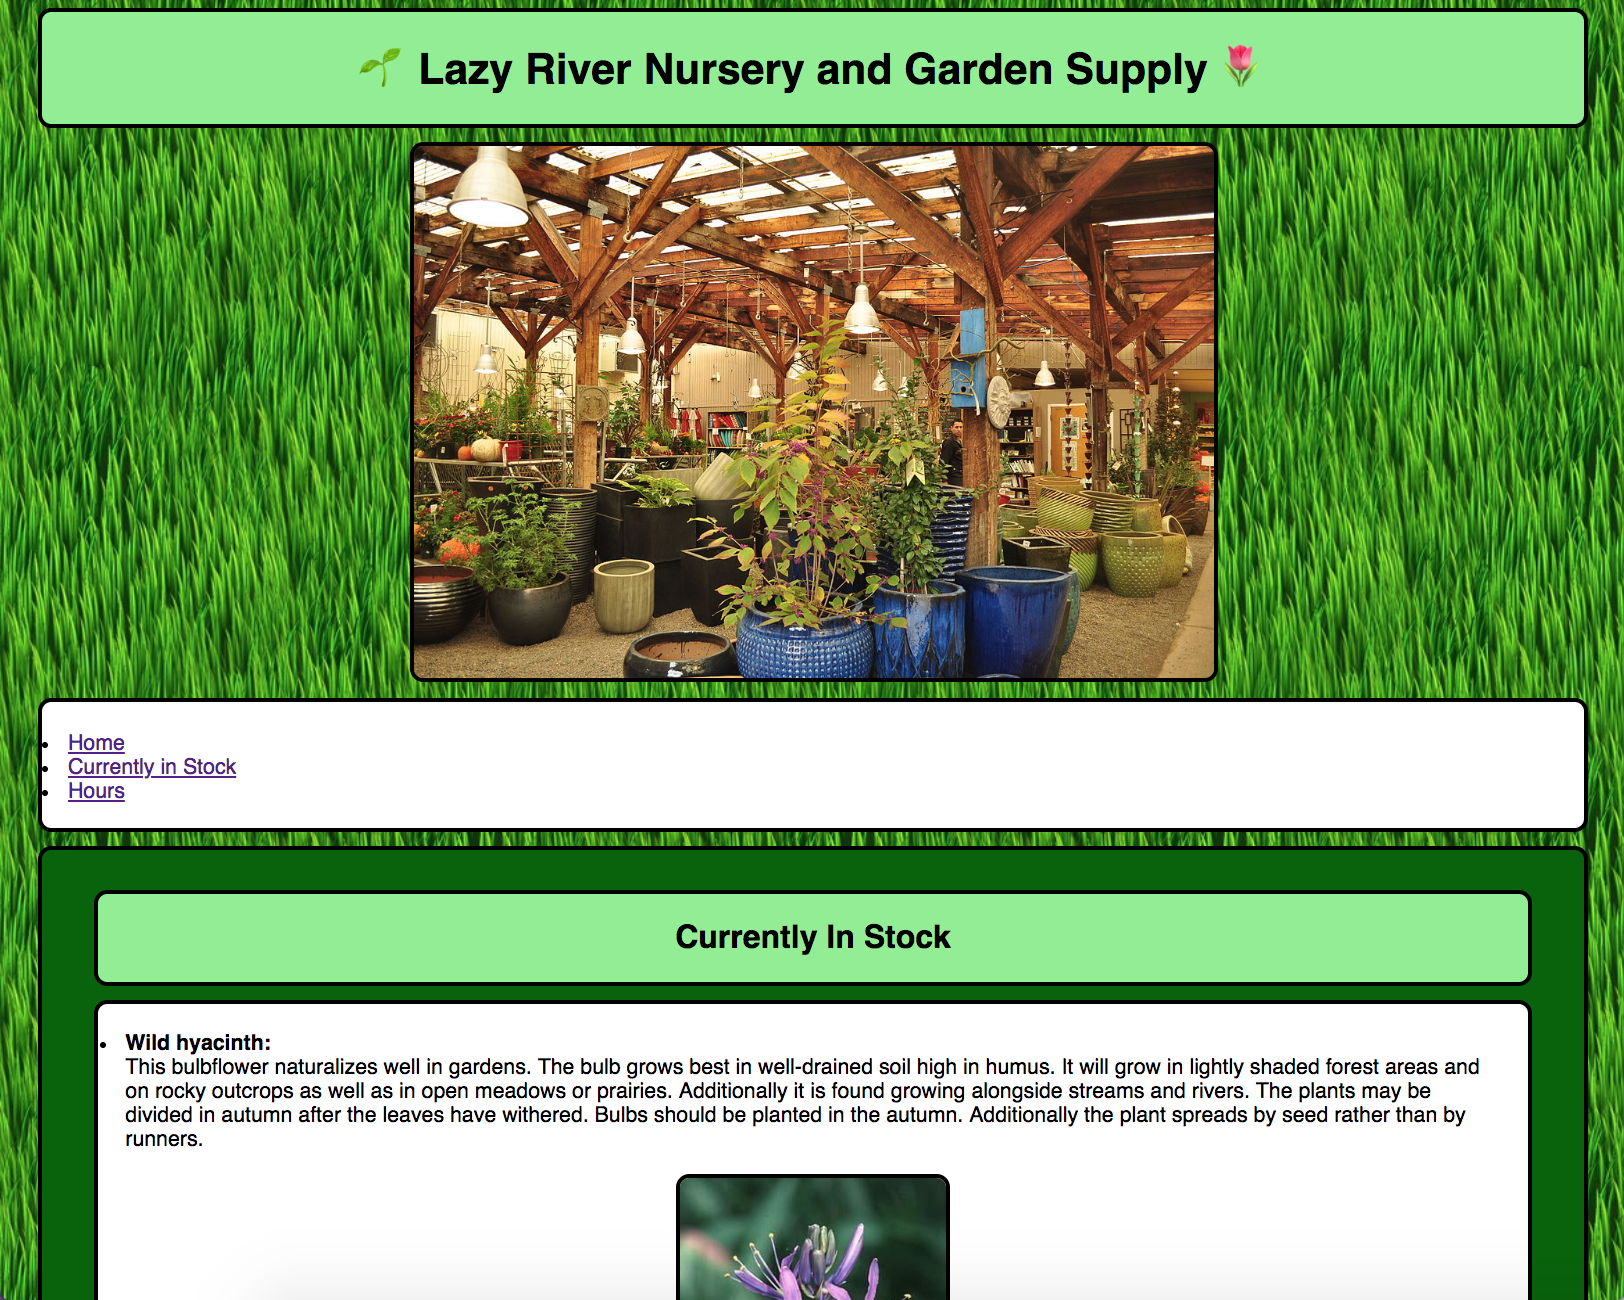 🌱 Lazy River Nursery and Garden Supply 🌷
Home
Currently in Stock
Hours
Currently In Stock
Wild hyacinth:
This bulbflower naturalizes well in gardens. The bulb grows best in well-drained soil high in humus. It will grow in lightly shaded forest areas and
on rocky outcrops as well as in open meadows or prairies. Additionally it is found growing alongside streams and rivers. The plants may be
divided in autumn after the leaves have withered. Bulbs should be planted in the autumn. Additionally the plant spreads by seed rather than by
runners.